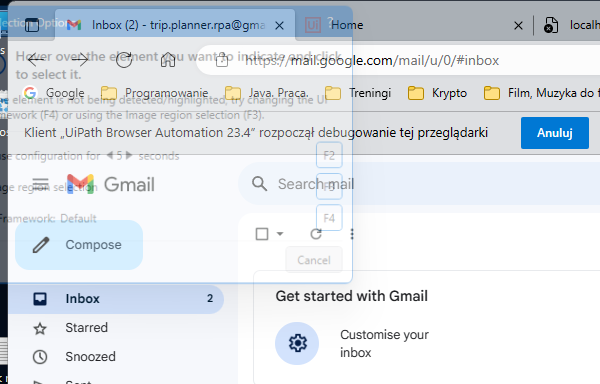 ection Option
?
Inbox (2) - trip.planner.rpa@gma
Home
localh
Hover over the element you want to indicate and click
to select it.
https://mail.google.com/mail/u/0/#inbox
e element is not being detected/highlighted, try changing the UI
mework (F4) or using the Image region selection (F3).
Google
Programowanie
Java. Praca.
Treningi
Krypto
Film, Muzyka do f
Klient „UiPath Browser Automation 23.4” rozpoczął debugowanie tej przeglądarki
Anuluj
se configuration for 5 seconds
F2
Gmail
Search mail
ge region selection
F3
Framework: Default
F4
Compose
Cancel
Inbox
2
Get started with Gmail
Starred
Customise your
inbox
Snoozed